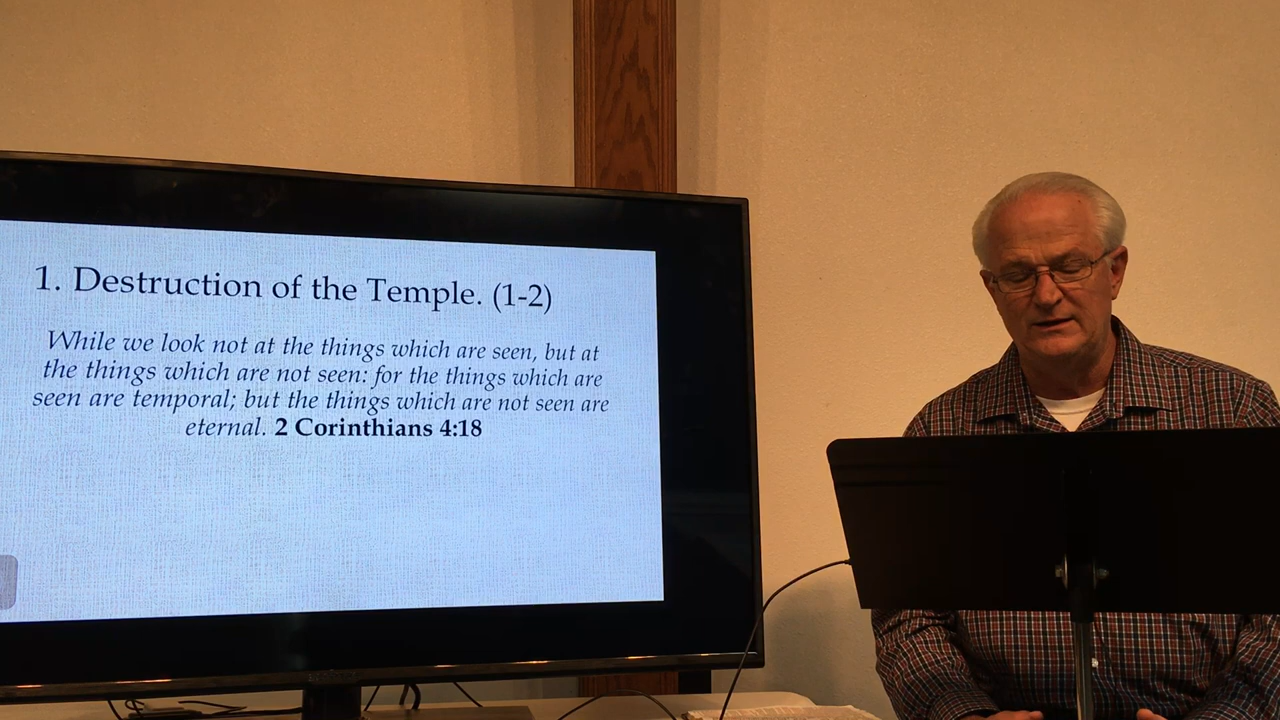 1. Destruction of the Temple. (1-2)
While we look not at the things which are seen, but at
the things which are not seen: for the things which are
seen are temporal; but the things which are not seen are
eternal. 2 Corinthians 4:18